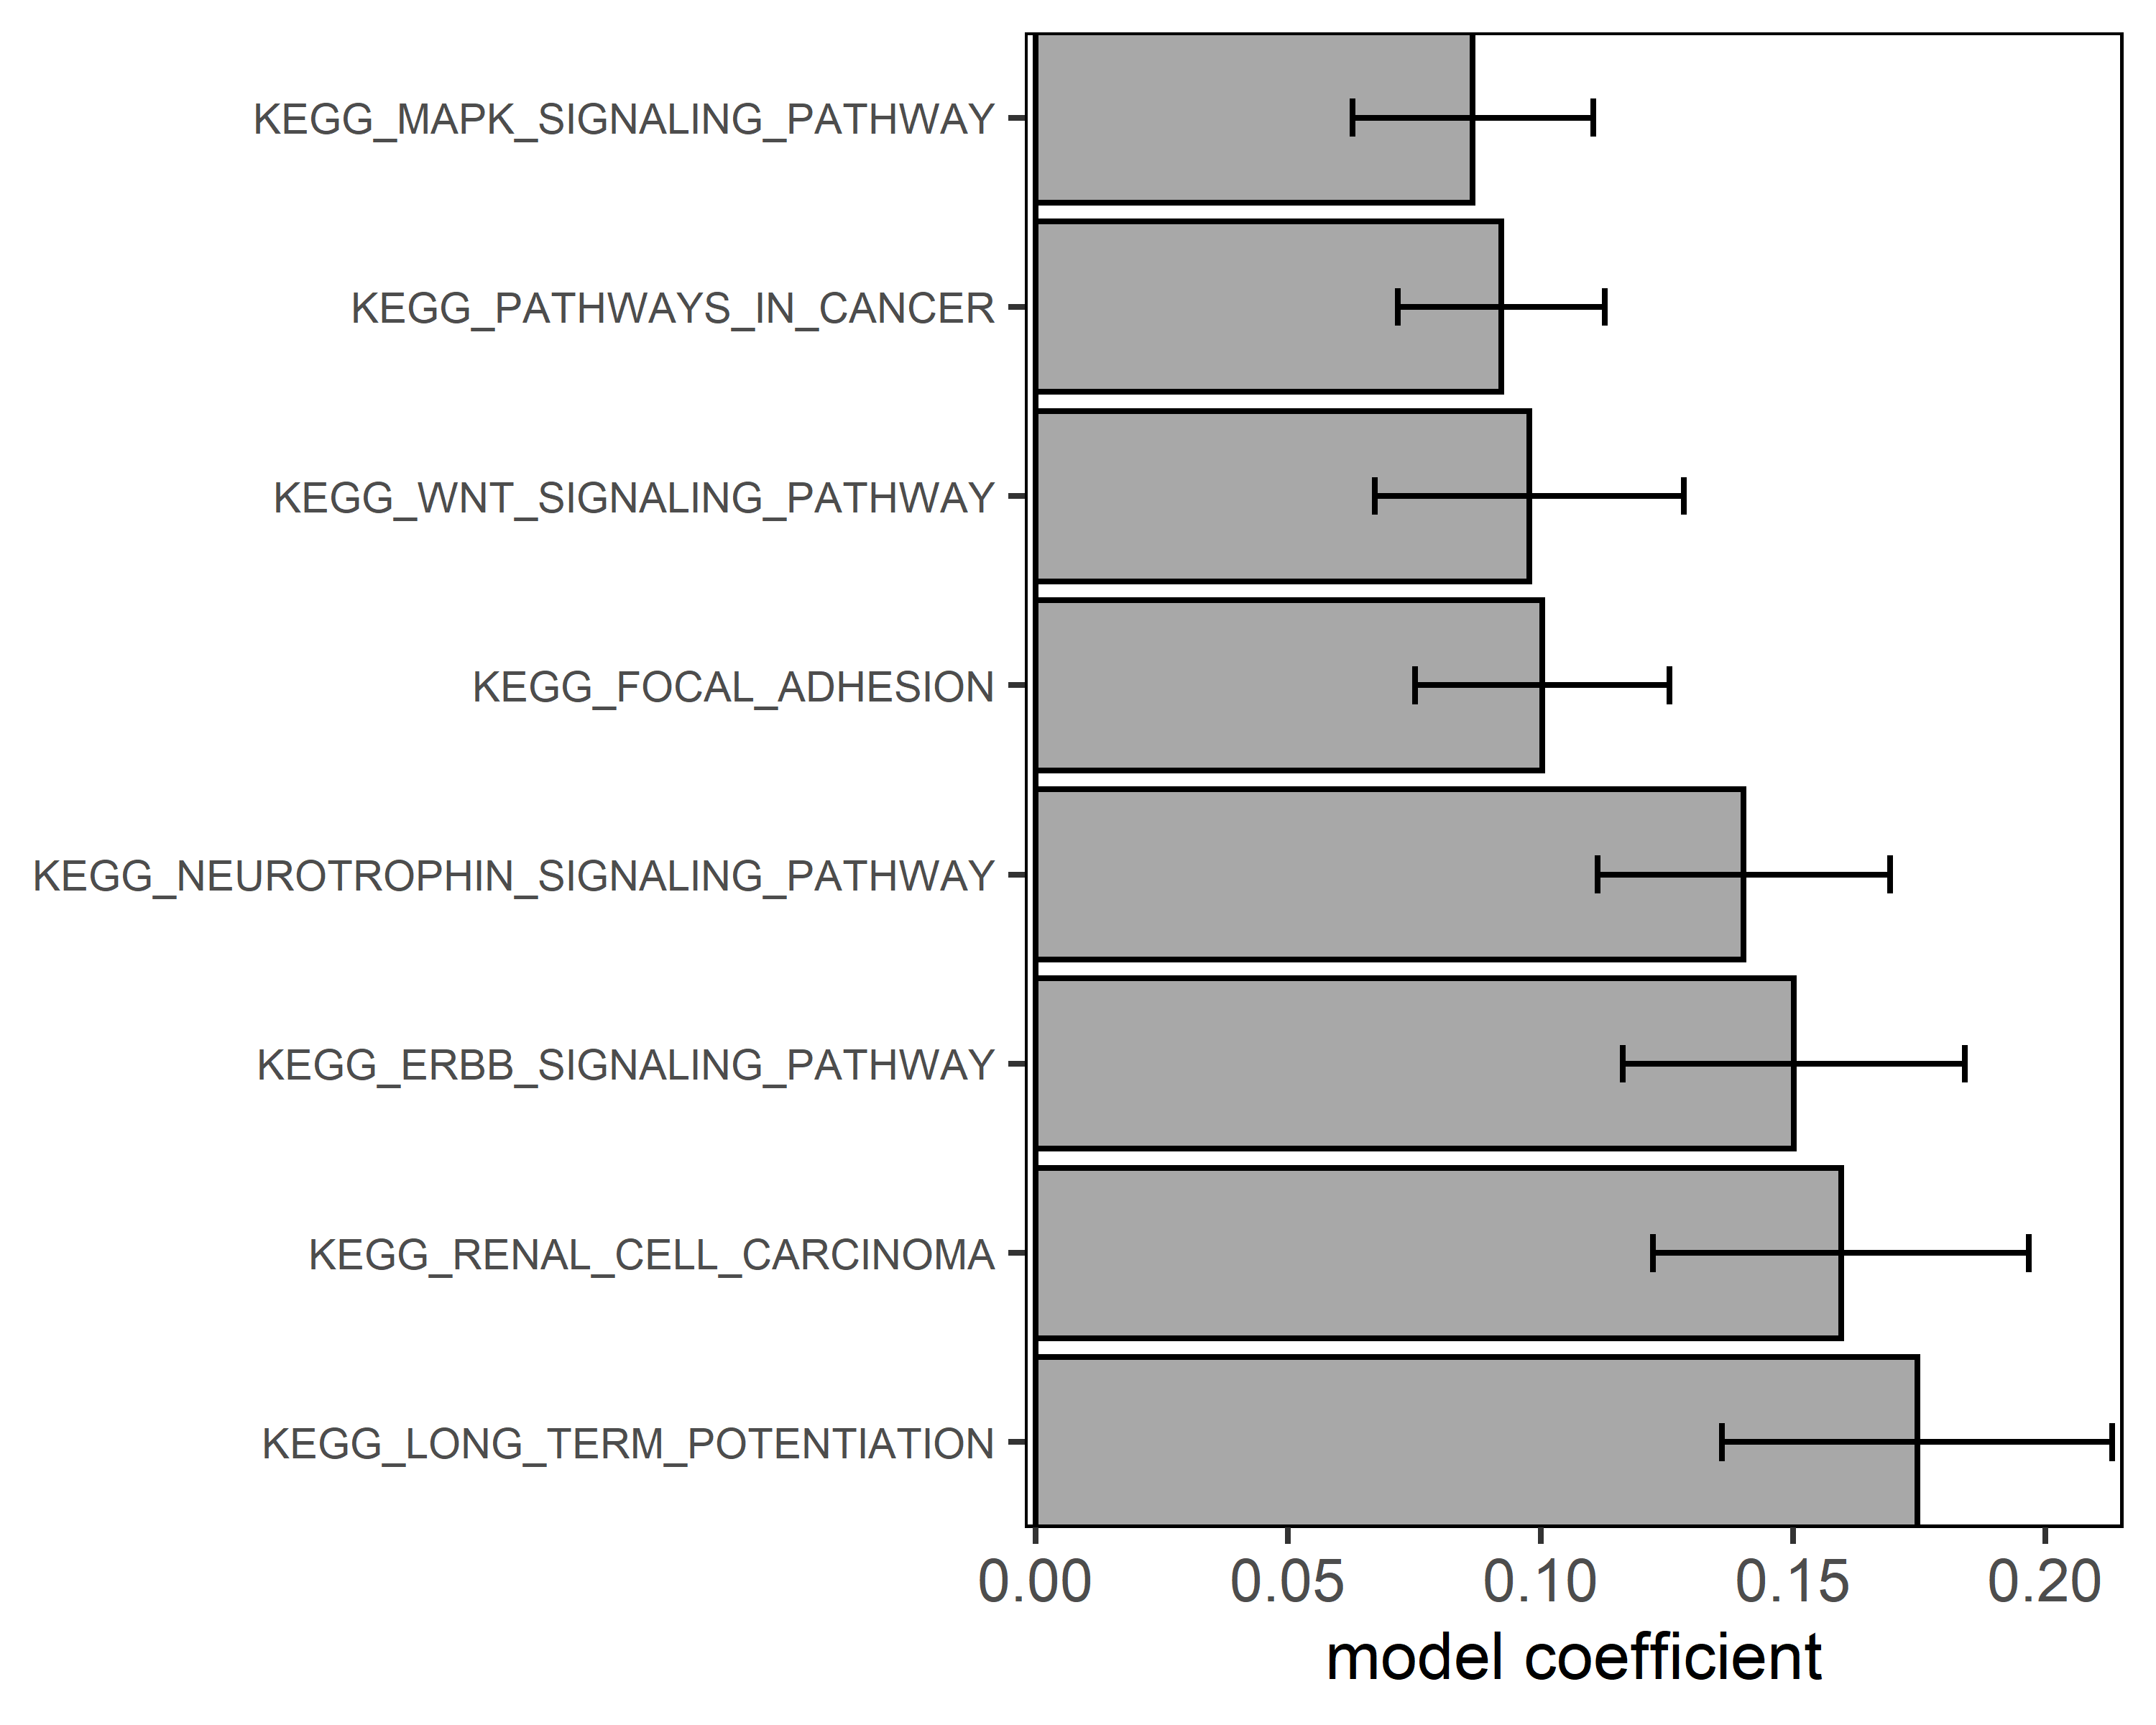 KEGG_MAPK_SIGNALING_PATHWAY
KEGG_PATHWAYS_IN_CANCER
KEGG_WNT_SIGNALING_PATHWAY
KEGG_FOCAL_ADHESION
KEGG_NEUROTROPHIN_SIGNALING_PATHWAY
KEGG_ERBB_SIGNALING_PATHWAY
KEGG_RENAL_CELL_CARCINOMA
KEGG_LONG_TERM_POTENTIATION
0.00 0.05 0.10 0.15 0.20
model coefficient